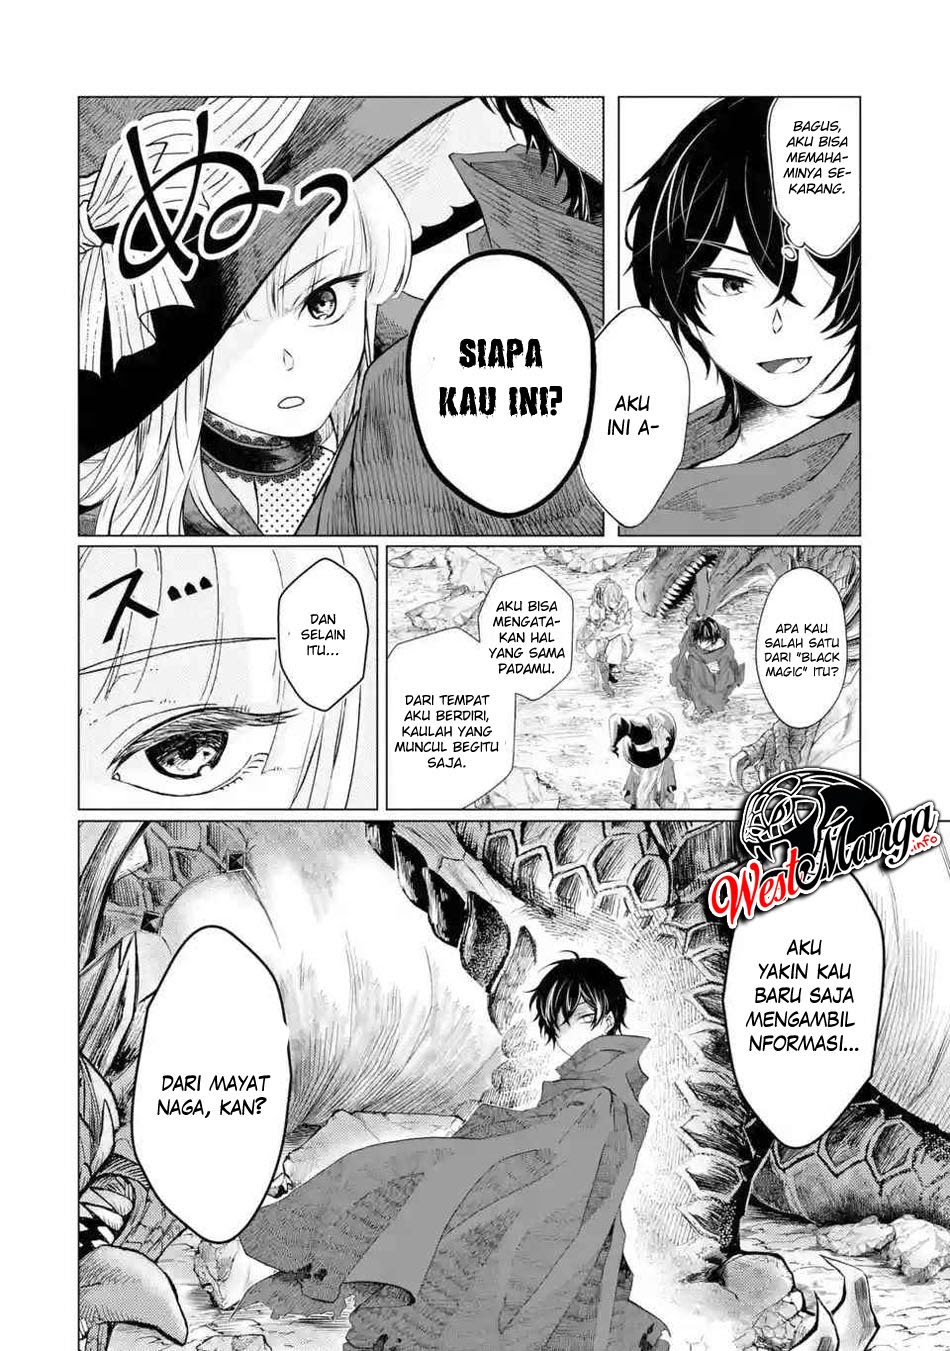 BAGUS,
AKU BISA
MEMAHA-
MINYA SE-
KARANG.
AKU
INI A-
ぬっ
SIAPA
KAU INI?
APA KAU
SALAH SATU
DARI "BLACK
MAGIC" ITU?
AKU BISA
MENGATA-
KAN HAL
YANG SAMA
PADAMU.
DARI TEMPAT
AKU BERDIRI,
KAULAH YANG
MUNCUL BEGITU
SAJA.
DAN
SELAIN
ITU...
ス...
WestManga
.info
AKU
YAKIN KAU
BARU SAJA
MENGAMBIL
NFORMASI...
DARI MAYAT
NAGA, KAN?